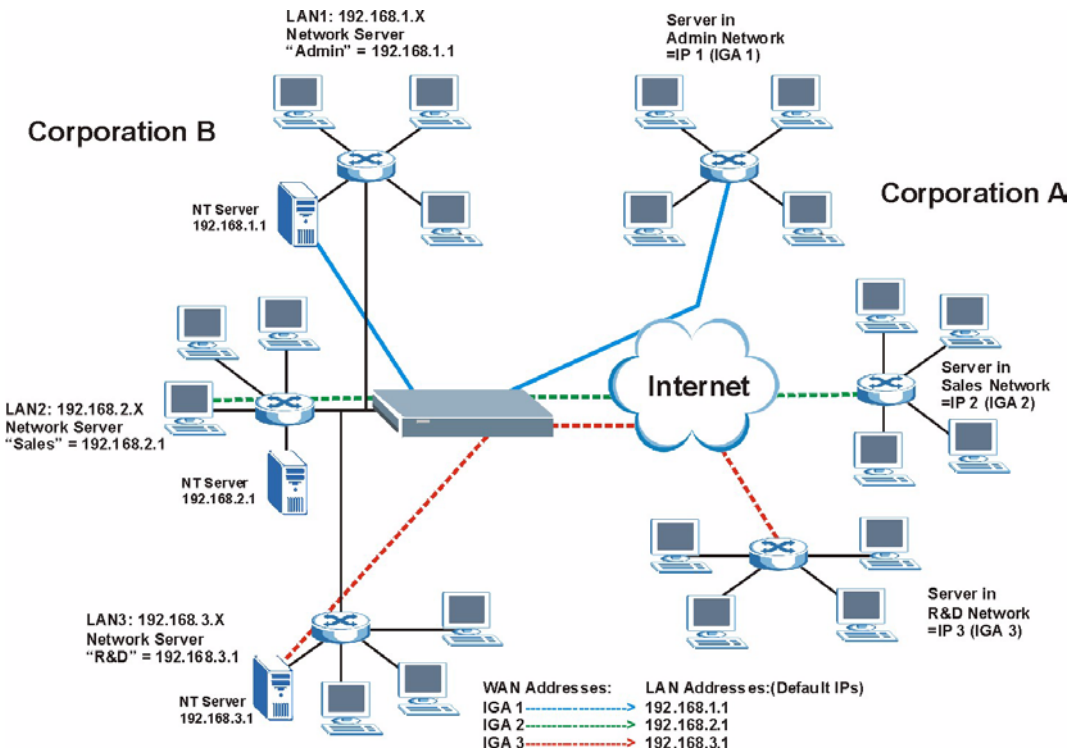 LAN1: 192.168.1.X
Network Server
“Admin” = 192.168.1.1
Server in
Admin Network
=IP 1 (IGA 1)
Corporation B
Corporation A
NT Server
192.168.1.1
Internet
Server in
Sales Network
=IP 2 (IGA 2)
LAN2: 192.168.2.X
Network Server
“Sales” = 192.168.2.1
NT Server
192.168.2.1
LAN3: 192.168.3.X
Network Server
“R&D” = 192.168.3.1
NT Server
192.168.3.1
Server in
R&D Network
=IP 3 (IGA 3)
WAN Addresses: LAN Addresses:(Default IPs)
IGA 1 192.168.1.1
IGA 2 192.168.2.1
IGA 3 192.168.3.1